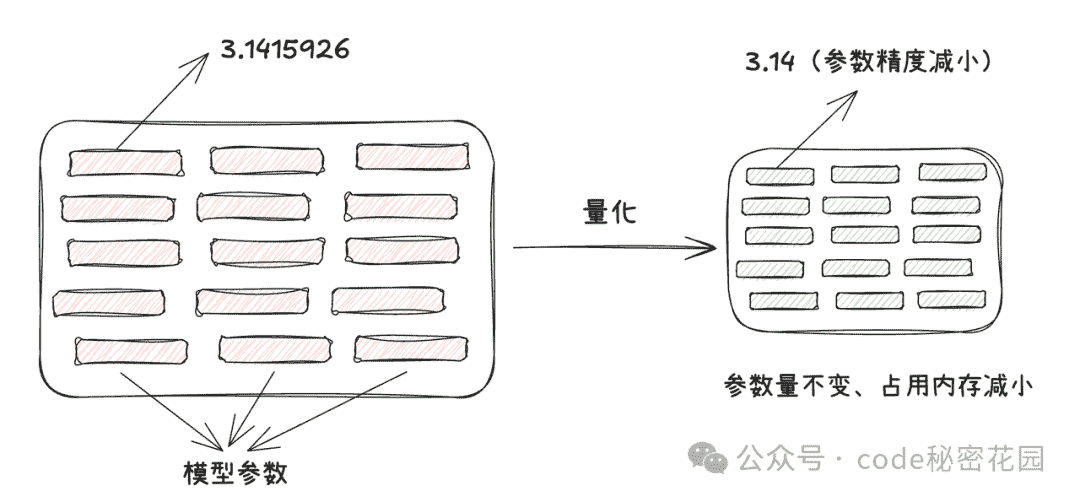 3.1415926
3.14（参数精度减小）
量化
参数量不变、占用内存减小
模型参数
公众号 · code秘密花园